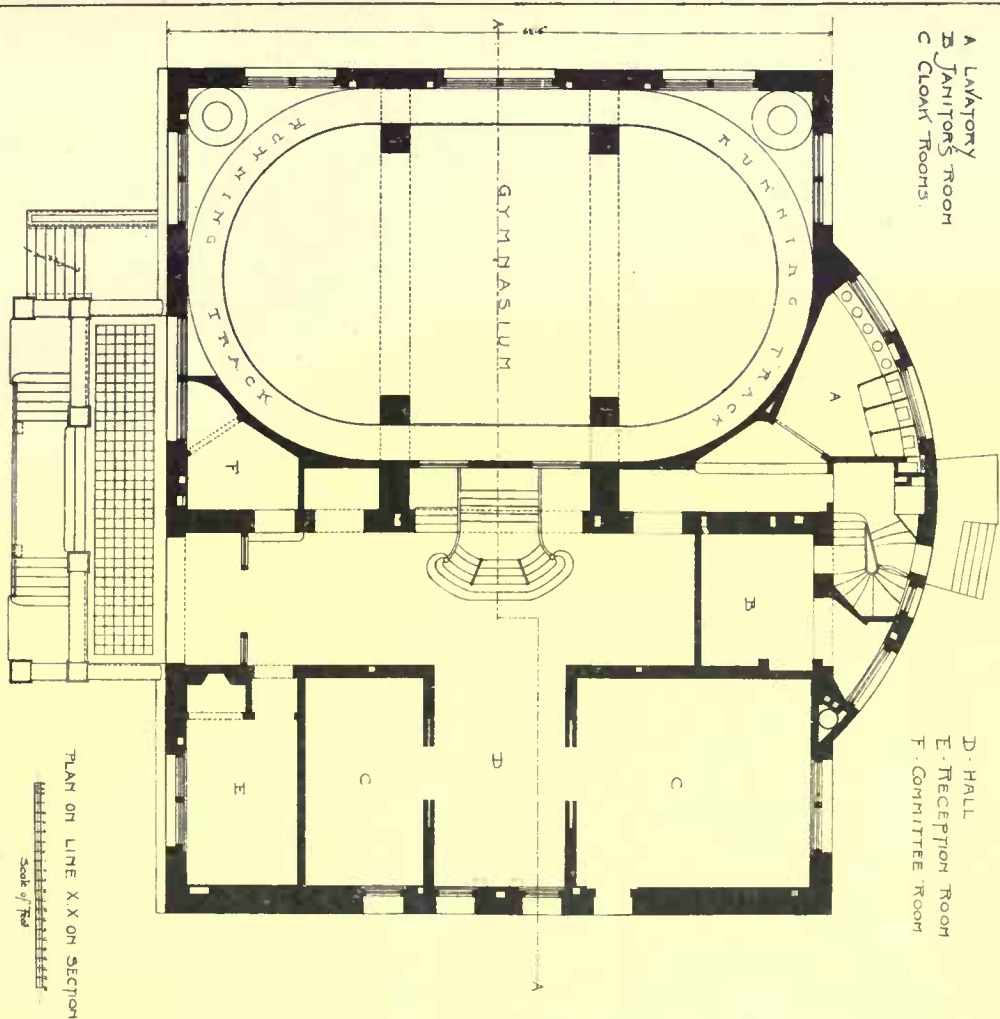 A LAVATORY
B JANITOR'S ROOM
C CLOAK ROOMS.
D · HALL
E · RECEPTION ROOM
F · COMMITTEE ROOM
A
RUNNING TRACK
RUNNING TRACK
GYMNASIUM
A
F
B
E
C
D
C
A
PLAN ON LINE X.X ON SECTION
Scale of Feet